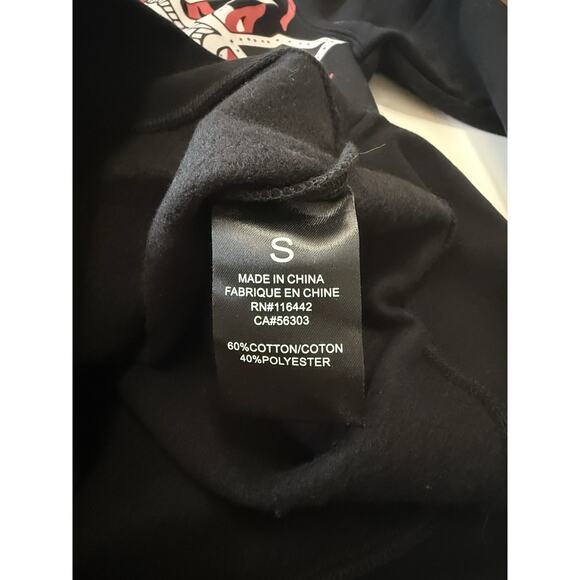 S
MADE IN CHINA
FABRIQUE EN CHINE
RN#116442
CA#56303
60%COTTON/COTON
40%POLYESTER